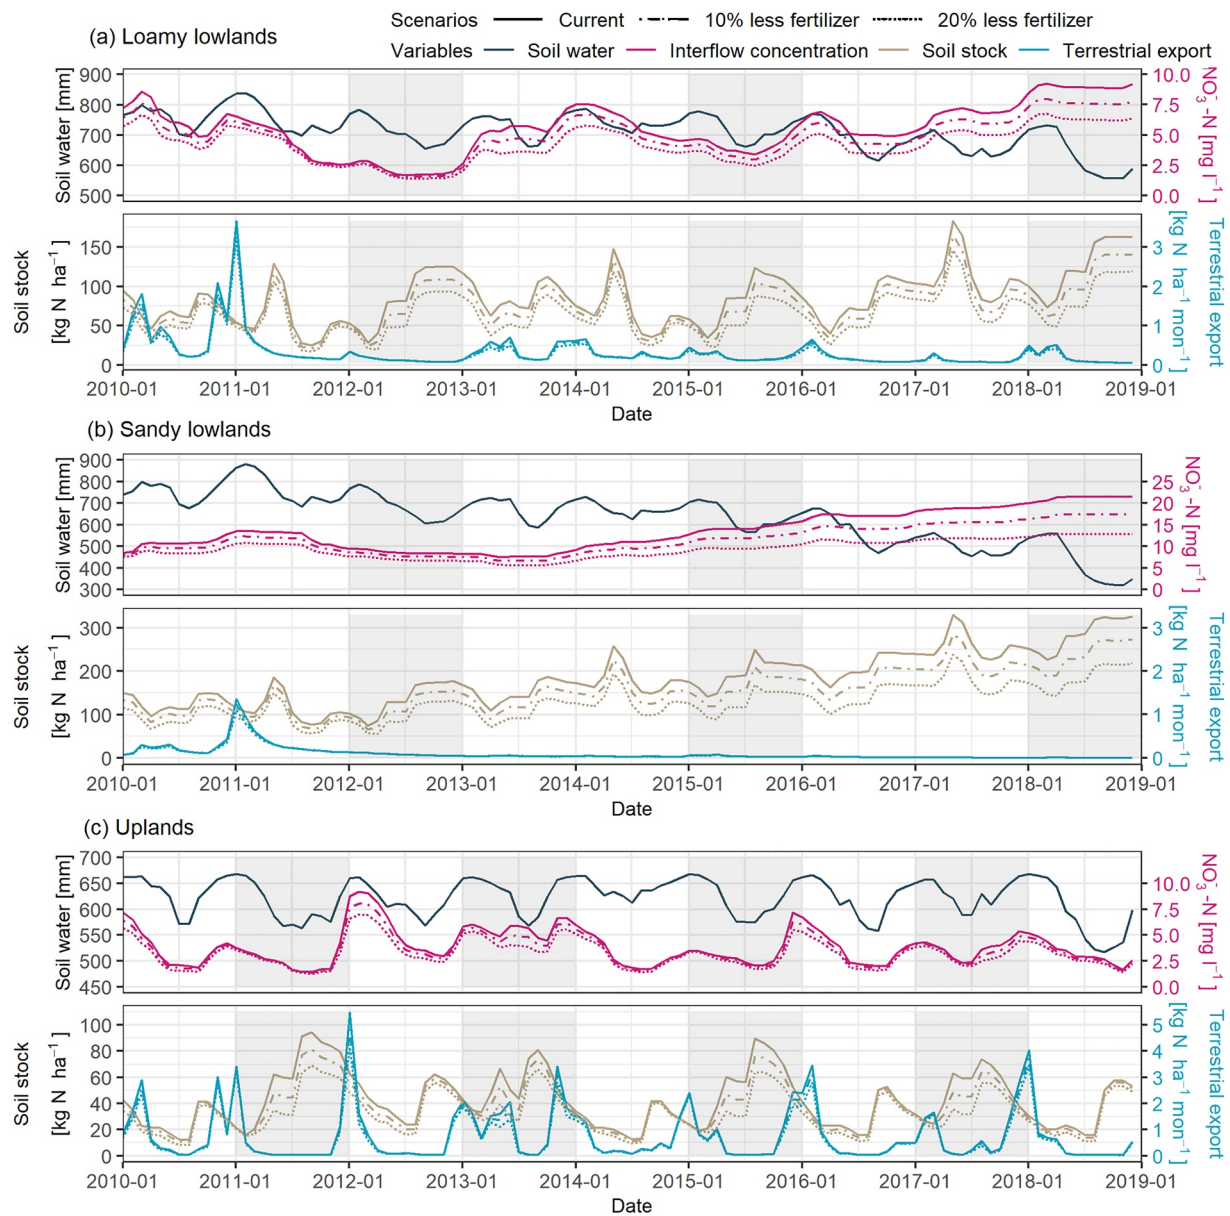 Scenarios Current 10% less fertilizer 20% less fertilizer
(a) Loamy lowlands
Variables Soil water Interflow concentration Soil stock Terrestrial export
Soil water [mm]
900
800
700
600
500
NO₃⁻-N [mg l⁻¹]
10.0
7.5
5.0
2.5
0.0
Soil stock
[kg N ha⁻¹]
150
100
50
0
Terrestrial export
[kg N ha⁻¹ mon⁻¹]
3
2
1
0
2010-01 2011-01 2012-01 2013-01 2014-01 2015-01 2016-01 2017-01 2018-01 2019-01
Date
(b) Sandy lowlands
Soil water [mm]
900
800
700
600
500
400
300
NO₃⁻-N [mg l⁻¹]
25
20
15
10
5
0
Soil stock
[kg N ha⁻¹]
300
200
100
0
Terrestrial export
[kg N ha⁻¹ mon⁻¹]
3
2
1
0
2010-01 2011-01 2012-01 2013-01 2014-01 2015-01 2016-01 2017-01 2018-01 2019-01
Date
(c) Uplands
Soil water [mm]
700
650
600
550
500
450
NO₃⁻-N [mg l⁻¹]
10.0
7.5
5.0
2.5
0.0
Soil stock
[kg N ha⁻¹]
100
80
60
40
20
0
Terrestrial export
[kg N ha⁻¹ mon⁻¹]
5
4
3
2
1
0
2010-01 2011-01 2012-01 2013-01 2014-01 2015-01 2016-01 2017-01 2018-01 2019-01
Date